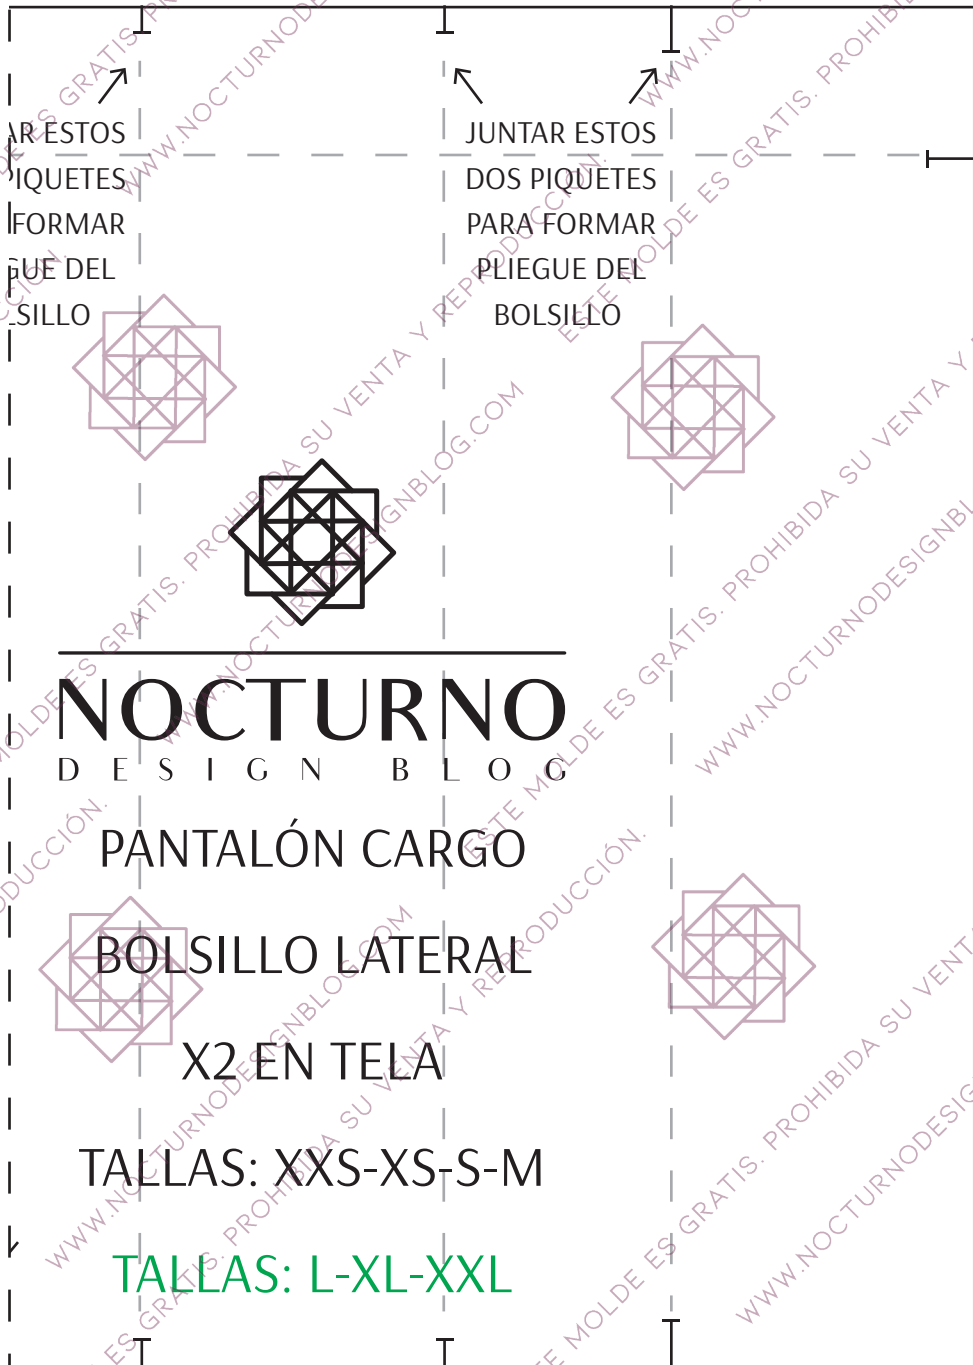 AR ESTOS
PIQUETES
FORMAR
GUE DEL
SILLO
JUNTAR ESTOS
DOS PIQUETES
PARA FORMAR
PLIEGUE DEL
BOLSILLO
NOCTURNO
DESIGN BLOG
PANTALÓN CARGO
BOLSILLO LATERAL
X2 EN TELA
TALLAS: XXS-XS-S-M
TALLAS: L-XL-XXL
ESTE MOLDE ES GRATIS. PROHIBIDA SU VENTA Y REPRODUCCIÓN.
WWW.NOCTURNODESIGNBLOG.COM